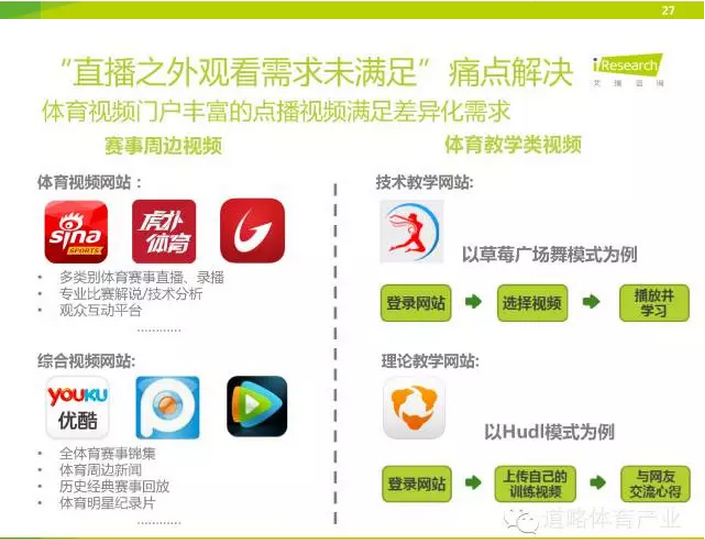 27
“直播之外观看需求未满足”痛点解决
iResearch
艾瑞咨询
体育视频门户丰富的点播视频满足差异化需求
赛事周边视频
体育视频网站：
sina
SPORTS
虎扑
体育
• 多类别体育赛事直播、录播
• 专业比赛解说/技术分析
• 观众互动平台
…………
综合视频网站:
YOUKU
优酷
• 全体育赛事锦集
• 体育周边新闻
• 历史经典赛事回放
• 体育明星纪录片
…………
体育教学类视频
技术教学网站:
以草莓广场舞模式为例
登录网站
选择视频
播放并
学习
理论教学网站:
以Hudl模式为例
登录网站
上传自己的
训练视频
与网友
交流心得
道略体育产业